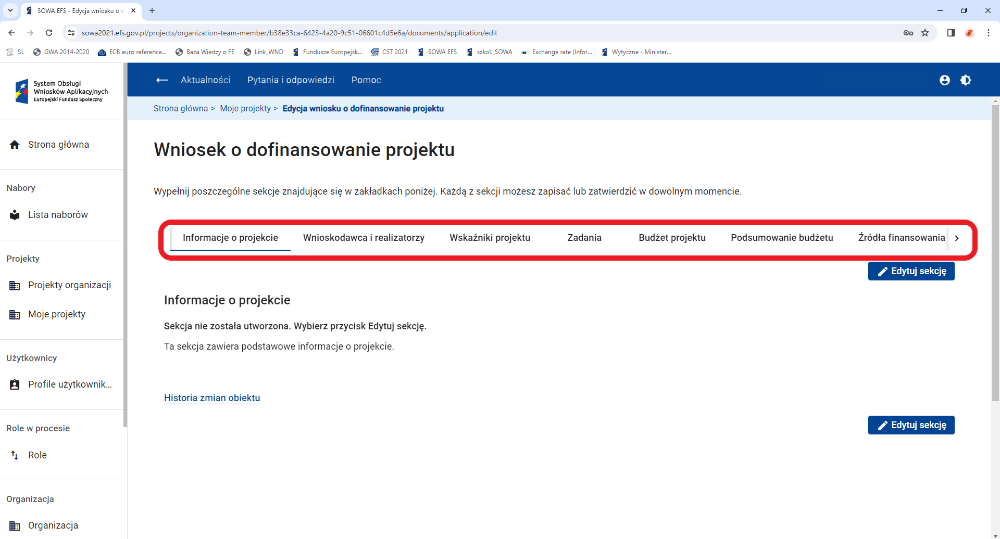 SOWA EFS - Edycja wniosku o d
sowa2021.efs.gov.pl/projects/organization-team-member/b38e33ca-6423-4a20-9c51-06601c4d5e6a/documents/application/edit
SL GWA 2014-2020 ECB euro reference... Baza Wiedzy o FE Link_WND Fundusze Europejsk... CST 2021 SOWA EFS szkol._SOWA Exchange rate (Infor... Wytyczne - Minister...
System Obsługi
Wniosków Aplikacyjnych
Europejski Fundusz Społeczny
Aktualności Pytania i odpowiedzi Pomoc
Strona główna > Moje projekty > Edycja wniosku o dofinansowanie projektu
Strona główna
Nabory
Lista naborów
Projekty
Projekty organizacji
Moje projekty
Użytkownicy
Profile użytkownik...
Role w procesie
Role
Organizacja
Organizacja
Wniosek o dofinansowanie projektu
Wypełnij poszczególne sekcje znajdujące się w zakładkach poniżej. Każdą z sekcji możesz zapisać lub zatwierdzić w dowolnym momencie.
Informacje o projekcie Wnioskodawca i realizatorzy Wskaźniki projektu Zadania Budżet projektu Podsumowanie budżetu Źródła finansowania
Edytuj sekcję
Informacje o projekcie
Sekcja nie została utworzona. Wybierz przycisk Edytuj sekcję.
Ta sekcja zawiera podstawowe informacje o projekcie.
Historia zmian obiektu
Edytuj sekcję